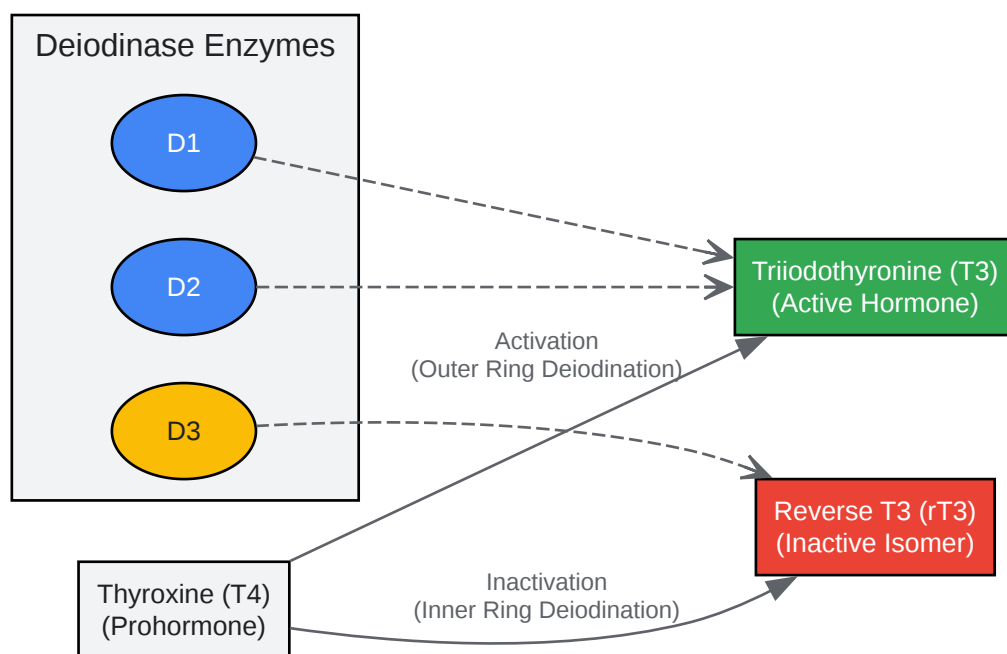 Deiodinase Enzymes
D1
D2
D3
Triiodothyronine (T3)
(Active Hormone)
Activation
(Outer Ring Deiodination)
Reverse T3 (rT3)
(Inactive Isomer)
Thyroxine (T4)
(Prohormone)
Inactivation
(Inner Ring Deiodination)